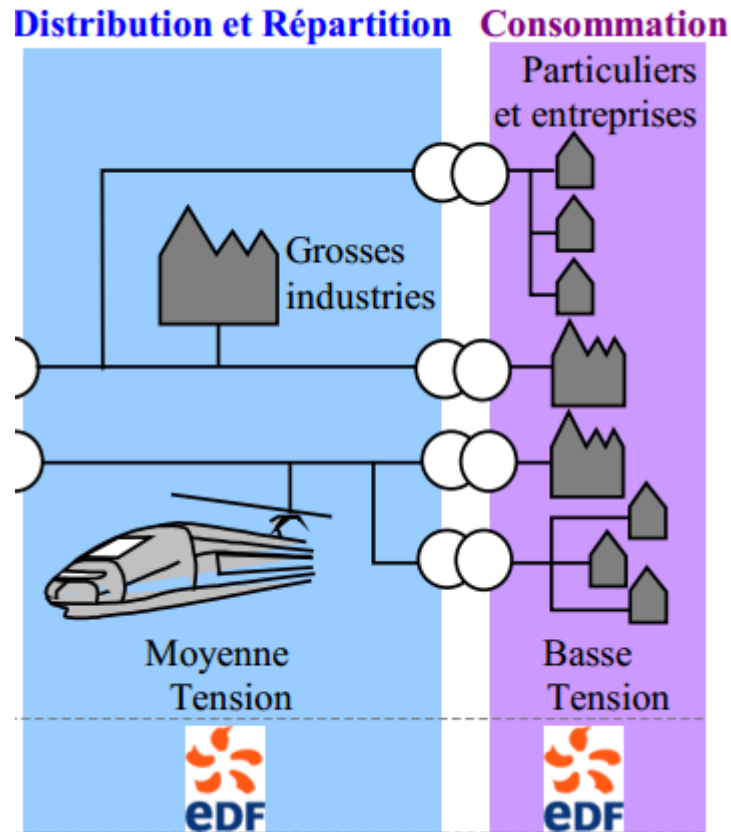 Distribution et Répartition
Consommation
Particuliers
et entreprises
Grosses
industries
Moyenne
Tension
Basse
Tension
eDF
eDF